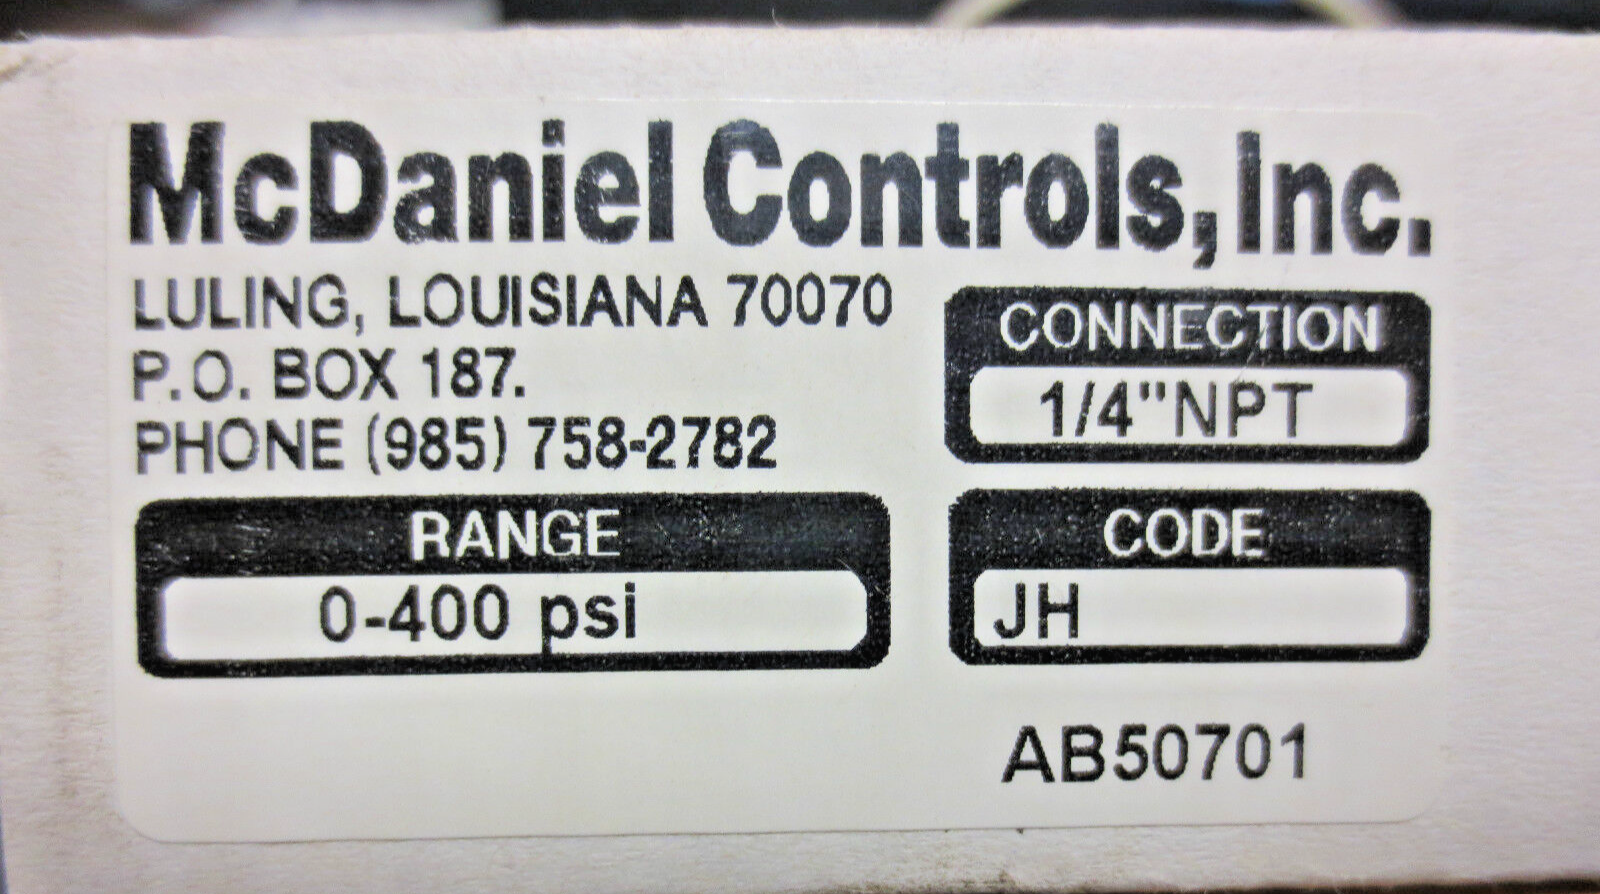 McDaniel Controls, Inc.
LULING, LOUISIANA 70070
P.O. BOX 187.
PHONE (985) 758-2782
CONNECTION
1/4"NPT
RANGE
0-400 psi
CODE
JH
AB50701